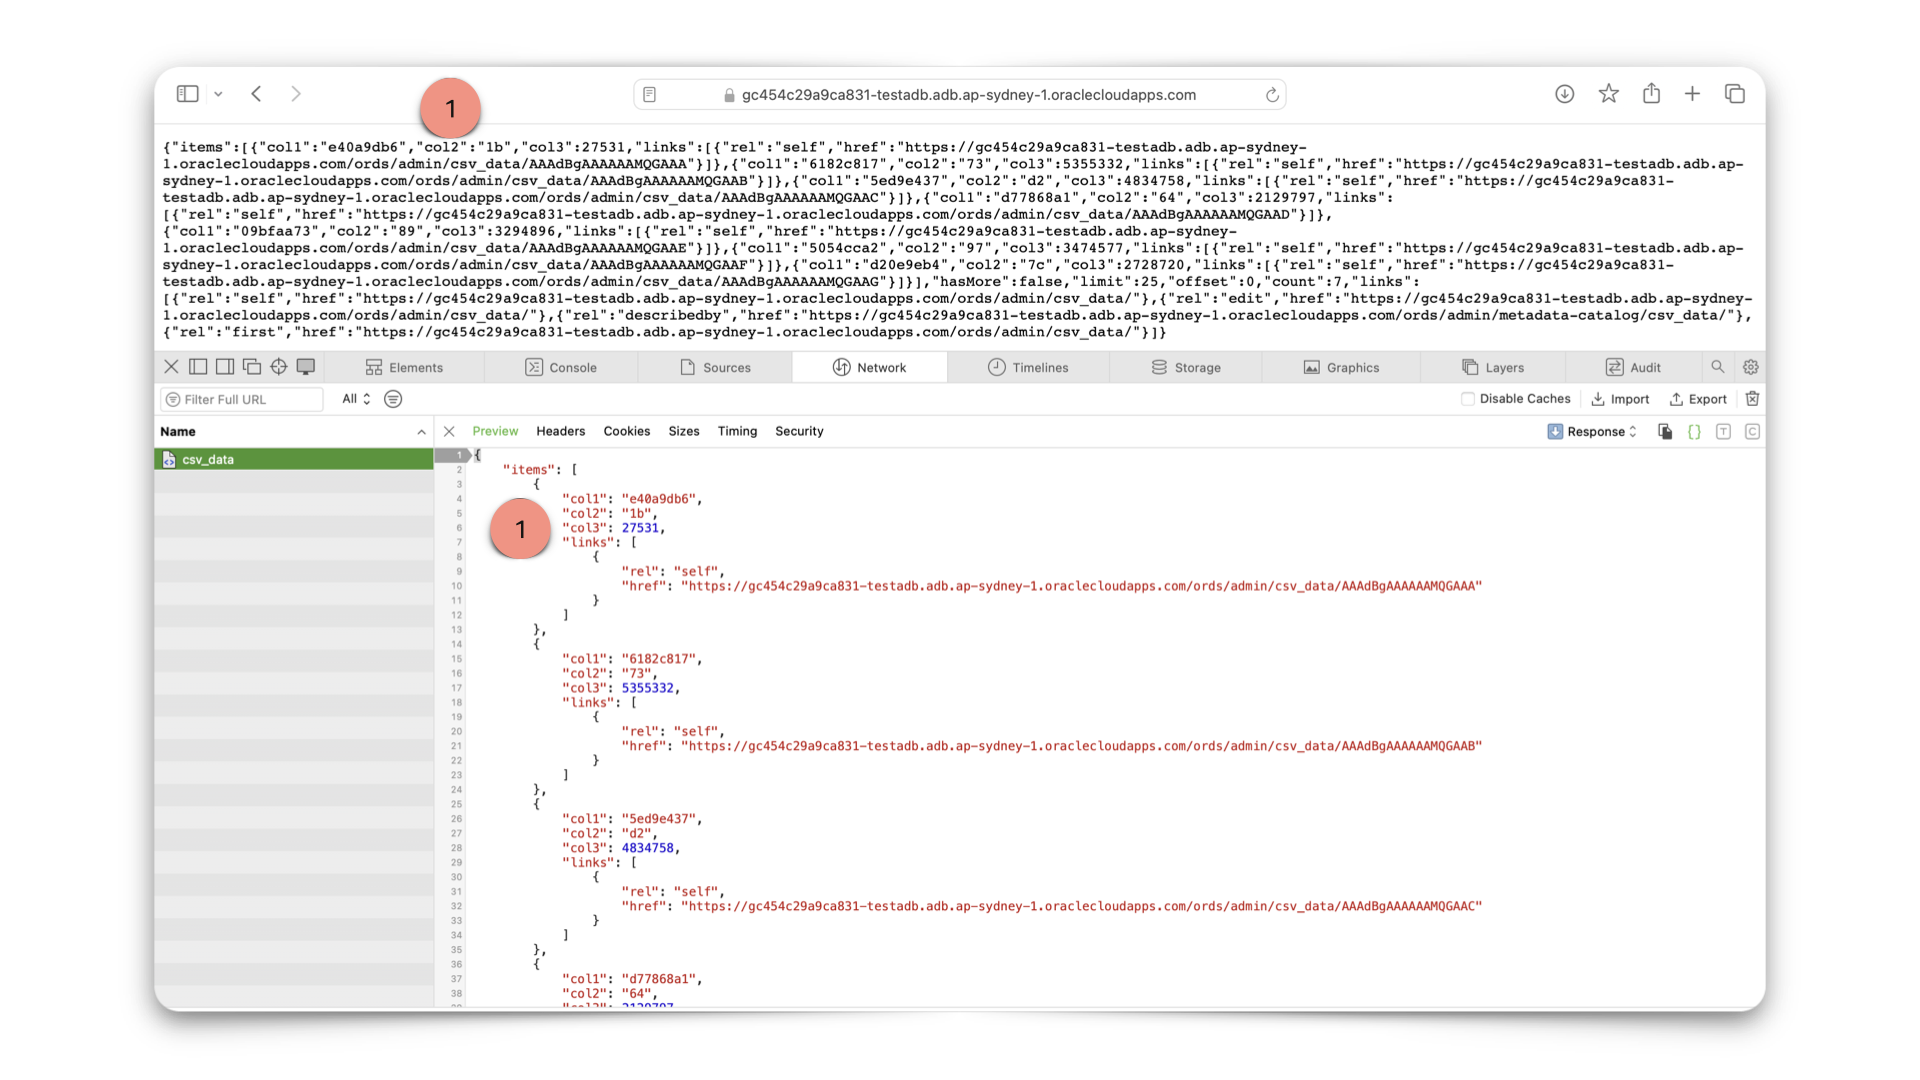 1
gc454c29a9ca831-testadb.adb.ap-sydney-1.oraclecloudapps.com
{"items":[{"col1":"e40a9db6","col2":"1b","col3":27531,"links":[{"rel":"self","href":"https://gc454c29a9ca831-testadb.adb.ap-sydney-
1.oraclecloudapps.com/ords/admin/csv_data/AAAdBgAAAAAAMQGAAA"}]},{"col1":"6182c817","col2":"73","col3":5355332,"links":[{"rel":"self","href":"https://gc454c29a9ca831-testadb.adb.ap-
sydney-1.oraclecloudapps.com/ords/admin/csv_data/AAAdBgAAAAAAMQGAAB"}]},{"col1":"5ed9e437","col2":"d2","col3":4834758,"links":[{"rel":"self","href":"https://gc454c29a9ca831-
testadb.adb.ap-sydney-1.oraclecloudapps.com/ords/admin/csv_data/AAAdBgAAAAAAMQGAAC"}]},{"col1":"d77868a1","col2":"64","col3":2129797,"links":
[{"rel":"self","href":"https://gc454c29a9ca831-testadb.adb.ap-sydney-1.oraclecloudapps.com/ords/admin/csv_data/AAAdBgAAAAAAMQGAAD"}]},
{"col1":"09bfaa73","col2":"89","col3":3294896,"links":[{"rel":"self","href":"https://gc454c29a9ca831-testadb.adb.ap-sydney-
1.oraclecloudapps.com/ords/admin/csv_data/AAAdBgAAAAAAMQGAAE"}]},{"col1":"5054cca2","col2":"97","col3":3474577,"links":[{"rel":"self","href":"https://gc454c29a9ca831-testadb.adb.ap-
sydney-1.oraclecloudapps.com/ords/admin/csv_data/AAAdBgAAAAAAMQGAAF"}]},{"col1":"d20e9eb4","col2":"7c","col3":2728720,"links":[{"rel":"self","href":"https://gc454c29a9ca831-
testadb.adb.ap-sydney-1.oraclecloudapps.com/ords/admin/csv_data/AAAdBgAAAAAAMQGAAG"}]}],"hasMore":false,"limit":25,"offset":0,"count":7,"links":
[{"rel":"self","href":"https://gc454c29a9ca831-testadb.adb.ap-sydney-1.oraclecloudapps.com/ords/admin/csv_data/"},{"rel":"edit","href":"https://gc454c29a9ca831-testadb.adb.ap-sydney-
1.oraclecloudapps.com/ords/admin/csv_data/"},{"rel":"describedby","href":"https://gc454c29a9ca831-testadb.adb.ap-sydney-1.oraclecloudapps.com/ords/admin/metadata-catalog/csv_data/"},
{"rel":"first","href":"https://gc454c29a9ca831-testadb.adb.ap-sydney-1.oraclecloudapps.com/ords/admin/csv_data/"}]}
Elements Console Sources Network Timelines Storage Graphics Layers Audit
Filter Full URL All Disable Caches Import Export
Name Preview Headers Cookies Sizes Timing Security Response { } T C
csv_data
1 {
2 "items": [
3 {
4 "col1": "e40a9db6",
5 "col2": "1b",
1
6 "col3": 27531,
7 "links": [
8 {
9 "rel": "self",
10 "href": "https://gc454c29a9ca831-testadb.adb.ap-sydney-1.oraclecloudapps.com/ords/admin/csv_data/AAAdBgAAAAAAMQGAAA"
11 }
12 ]
13 },
14 {
15 "col1": "6182c817",
16 "col2": "73",
17 "col3": 5355332,
18 "links": [
19 {
20 "rel": "self",
21 "href": "https://gc454c29a9ca831-testadb.adb.ap-sydney-1.oraclecloudapps.com/ords/admin/csv_data/AAAdBgAAAAAAMQGAAB"
22 }
23 ]
24 },
25 {
26 "col1": "5ed9e437",
27 "col2": "d2",
28 "col3": 4834758,
29 "links": [
30 {
31 "rel": "self",
32 "href": "https://gc454c29a9ca831-testadb.adb.ap-sydney-1.oraclecloudapps.com/ords/admin/csv_data/AAAdBgAAAAAAMQGAAC"
33 }
34 ]
35 },
36 {
37 "col1": "d77868a1",
38 "col2": "64",